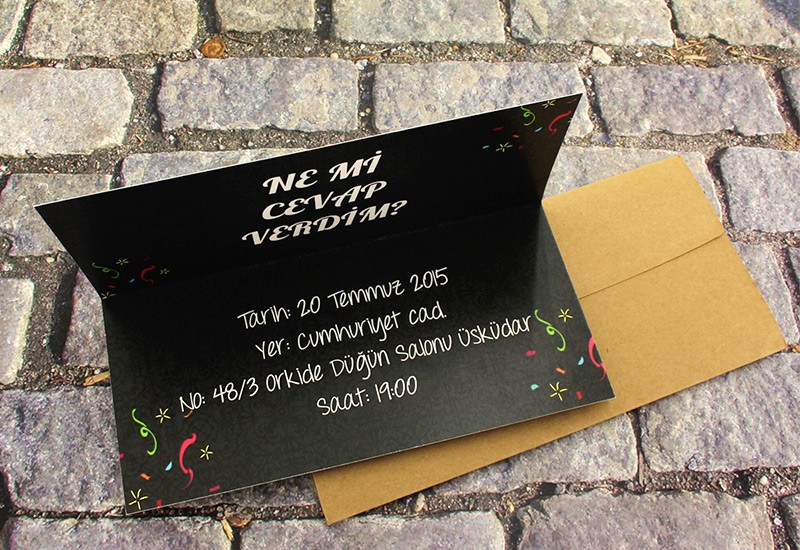 NE Mİ
CEVAP
VERDİM?
Tarih: 20 Temmuz 2015
Yer: Cumhuriyet cad.
No: 48/3 Orkide Düğün Salonu Üsküdar
Saat: 19:00